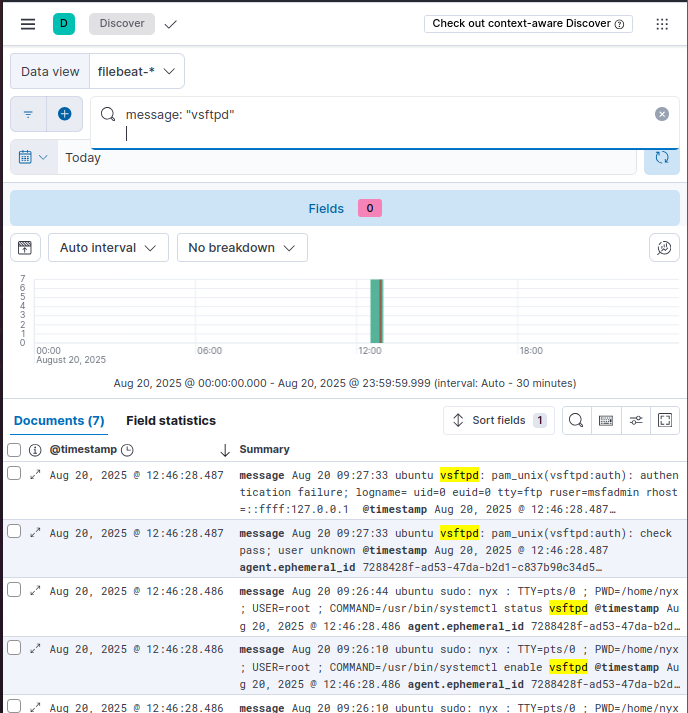 D Discover Check out context-aware Discover
Data view filebeat-*
message: "vsftpd"
Today
Fields 0
Auto interval No breakdown
7
6
5
4
3
2
1
0
00:00 06:00 12:00 18:00
August 20, 2025
Aug 20, 2025 @ 00:00:00.000 - Aug 20, 2025 @ 23:59:59.999 (interval: Auto - 30 minutes)
Documents (7) Field statistics Sort fields 1
@timestamp Summary
Aug 20, 2025 @ 12:46:28.487 message Aug 20 09:27:33 ubuntu vsftpd: pam_unix(vsftpd:auth): authen
tication failure; logname= uid=0 euid=0 tty=ftp ruser=msfadmin rhost
=::ffff:127.0.0.1 @timestamp Aug 20, 2025 @ 12:46:28.487…
Aug 20, 2025 @ 12:46:28.487 message Aug 20 09:27:33 ubuntu vsftpd: pam_unix(vsftpd:auth): check
pass; user unknown @timestamp Aug 20, 2025 @ 12:46:28.487
agent.ephemeral_id 7288428f-ad53-47da-b2d1-c837b90c34d5…
Aug 20, 2025 @ 12:46:28.486 message Aug 20 09:26:44 ubuntu sudo: nyx : TTY=pts/0 ; PWD=/home/nyx
; USER=root ; COMMAND=/usr/bin/systemctl status vsftpd @timestamp Au
g 20, 2025 @ 12:46:28.486 agent.ephemeral_id 7288428f-ad53-47da-b2d…
Aug 20, 2025 @ 12:46:28.486 message Aug 20 09:26:10 ubuntu sudo: nyx : TTY=pts/0 ; PWD=/home/nyx
; USER=root ; COMMAND=/usr/bin/systemctl enable vsftpd @timestamp Au
g 20, 2025 @ 12:46:28.486 agent.ephemeral_id 7288428f-ad53-47da-b2d…
Aug 20, 2025 @ 12:46:28.486 message Aug 20 09:26:10 ubuntu sudo: nyx : TTY=pts/0 ; PWD=/home/nyx